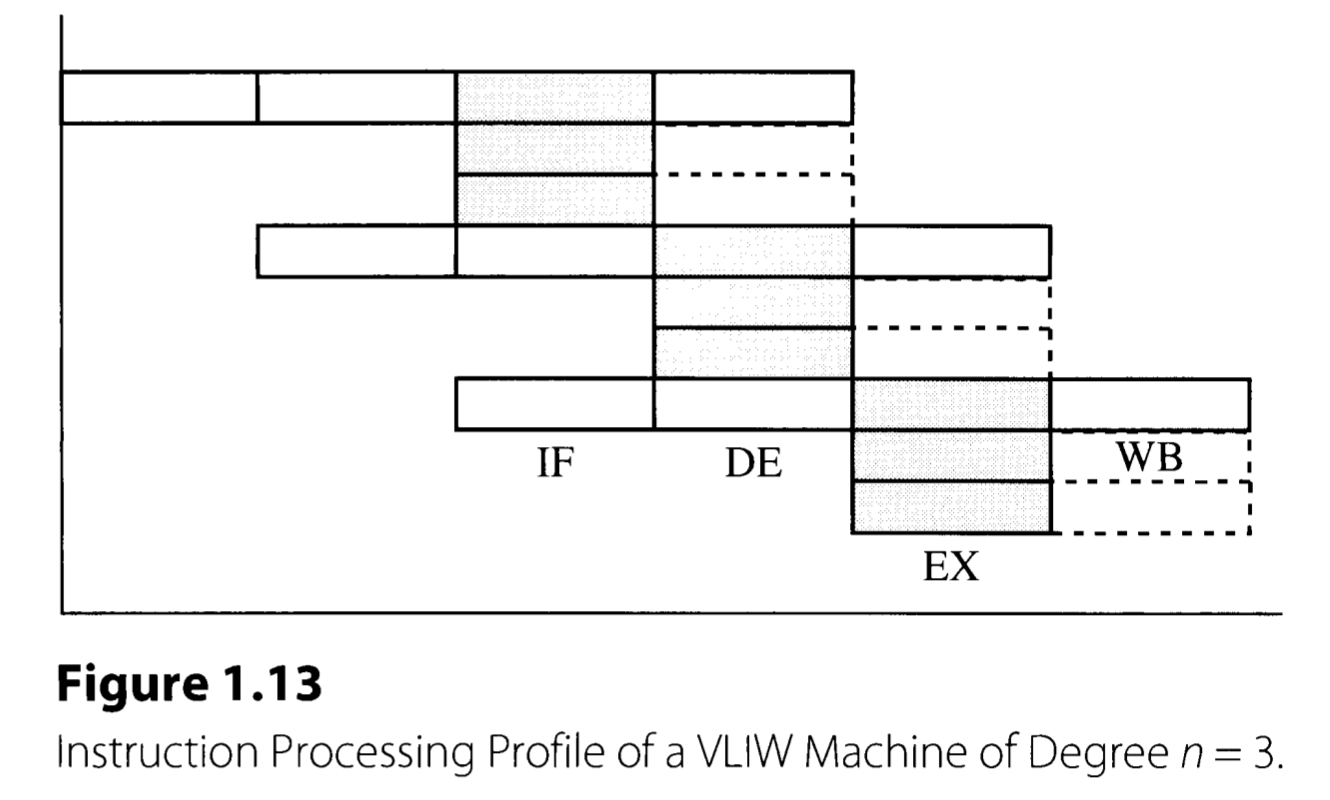 IF
DE
WB
EX
Figure 1.13
Instruction Processing Profile of a VLIW Machine of Degree n = 3.